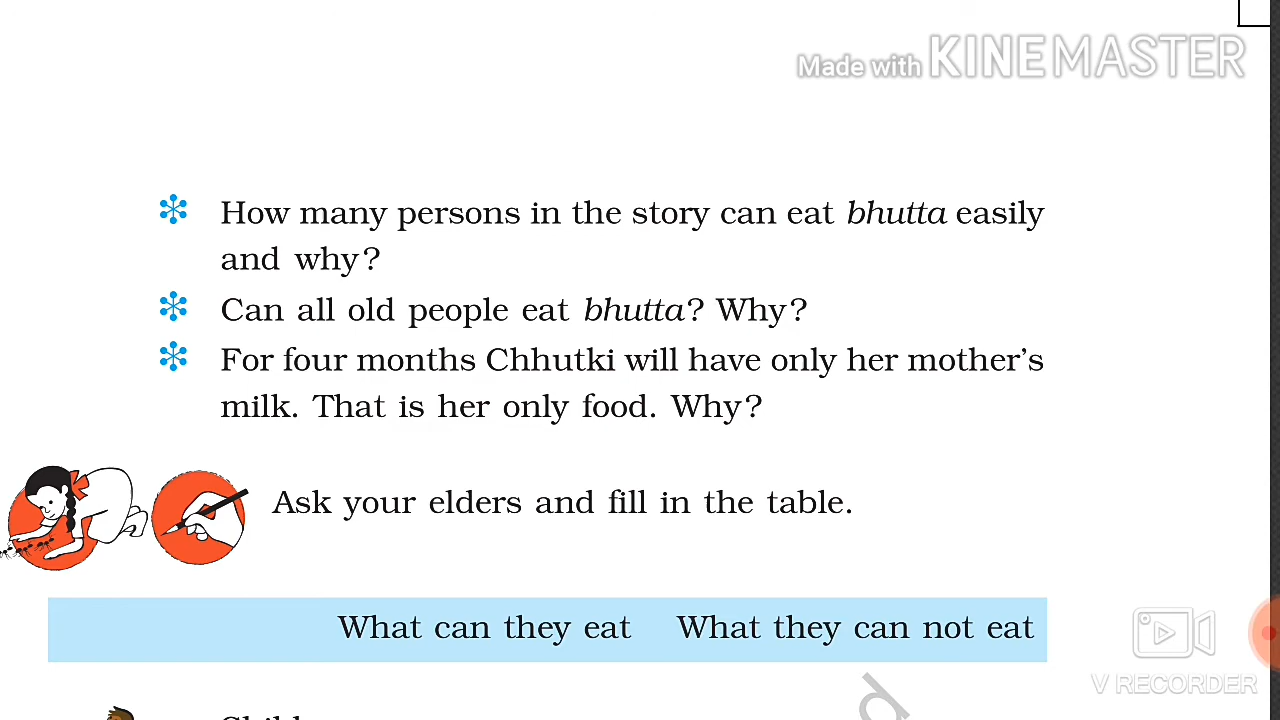 Made with KINEMASTER
How many persons in the story can eat bhutta easily
and why?
Can all old people eat bhutta? Why?
For four months Chhutki will have only her mother's
milk. That is her only food. Why?
Ask your elders and fill in the table.
What can they eat What they can not eat
d
V RECORDER